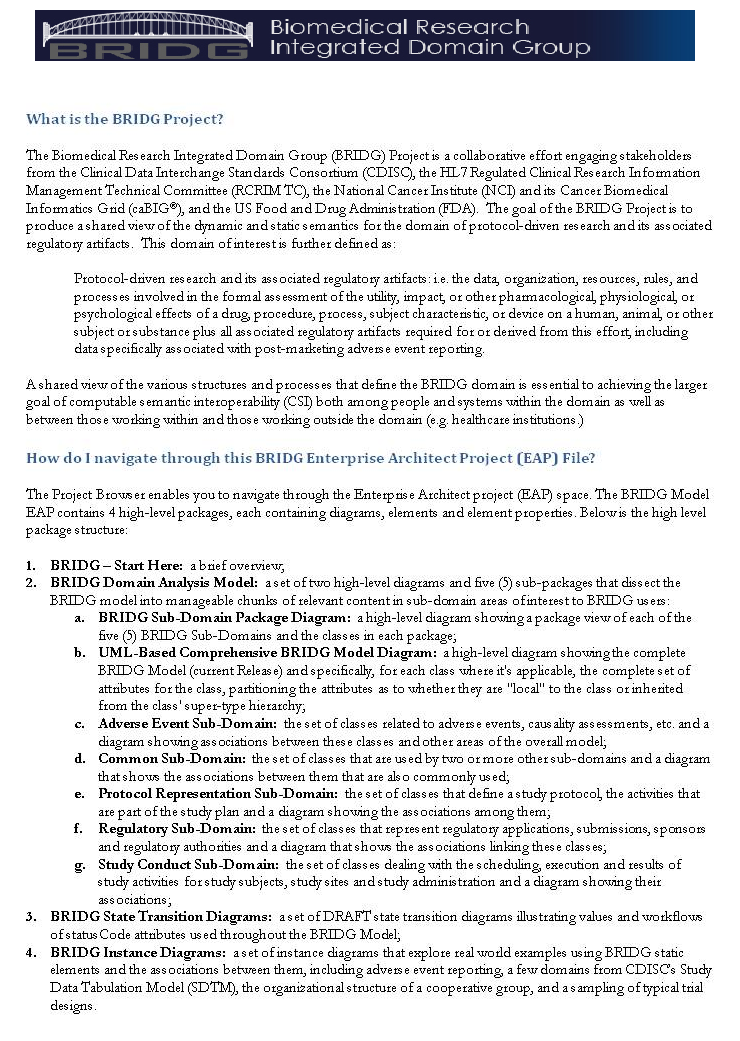 BRIDG
Biomedical Research
Integrated Domain Group
What is the BRIDG Project?
The Biomedical Research Integrated Domain Group (BRIDG) Project is a collaborative effort engaging stakeholders
from the Clinical Data Interchange Standards Consortium (CDISC), the HL7 Regulated Clinical Research Information
Management Technical Committee (RCRIM TC), the National Cancer Institute (NCI) and its Cancer Biomedical
Informatics Grid (caBIG®), and the US Food and Drug Administration (FDA).  The goal of the BRIDG Project is to
produce a shared view of the dynamic and static semantics for the domain of protocol-driven research and its associated
regulatory artifacts.  This domain of interest is further defined as:
Protocol-driven research and its associated regulatory artifacts: i.e. the data, organization, resources, rules, and
processes involved in the formal assessment of the utility, impact, or other pharmacological, physiological, or
psychological effects of a drug, procedure, process, subject characteristic, or device on a human, animal, or other
subject or substance plus all associated regulatory artifacts required for or derived from this effort, including
data specifically associated with post-marketing adverse event reporting.
A shared view of the various structures and processes that define the BRIDG domain is essential to achieving the larger
goal of computable semantic interoperability (CSI) both among people and systems within the domain as well as
between those working within and those working outside the domain (e.g. healthcare institutions.)
How do I navigate through this BRIDG Enterprise Architect Project (EAP) File?
The Project Browser enables you to navigate through the Enterprise Architect project (EAP) space. The BRIDG Model
EAP contains 4 high-level packages, each containing diagrams, elements and element properties. Below is the high level
package structure:
1. BRIDG – Start Here:  a brief overview;
2. BRIDG Domain Analysis Model:  a set of two high-level diagrams and five (5) sub-packages that dissect the
BRIDG model into manageable chunks of relevant content in sub-domain areas of interest to BRIDG users:
a. BRIDG Sub-Domain Package Diagram:  a high-level diagram showing a package view of each of the
five (5) BRIDG Sub-Domains and the classes in each package;
b. UML-Based Comprehensive BRIDG Model Diagram:  a high-level diagram showing the complete
BRIDG Model (current Release) and specifically, for each class where it's applicable, the complete set of
attributes for the class, partitioning the attributes as to whether they are "local" to the class or inherited
from the class' super-type hierarchy;
c. Adverse Event Sub-Domain:  the set of classes related to adverse events, causality assessments, etc. and a
diagram showing associations between these classes and other areas of the overall model;
d. Common Sub-Domain:  the set of classes that are used by two or more other sub-domains and a diagram
that shows the associations between them that are also commonly used;
e. Protocol Representation Sub-Domain:  the set of classes that define a study protocol, the activities that
are part of the study plan and a diagram showing the associations among them;
f. Regulatory Sub-Domain:  the set of classes that represent regulatory applications, submissions, sponsors
and regulatory authorities and a diagram that shows the associations linking these classes;
g. Study Conduct Sub-Domain:  the set of classes dealing with the scheduling, execution and results of
study activities for study subjects, study sites and study administration and a diagram showing their
associations;
3. BRIDG State Transition Diagrams:  a set of DRAFT state transition diagrams illustrating values and workflows
of status Code attributes used throughout the BRIDG Model;
4. BRIDG Instance Diagrams:  a set of instance diagrams that explore real world examples using BRIDG static
elements and the associations between them, including adverse event reporting, a few domains from CDISC's Study
Data Tabulation Model (SDTM), the organizational structure of a cooperative group, and a sampling of typical trial
designs.